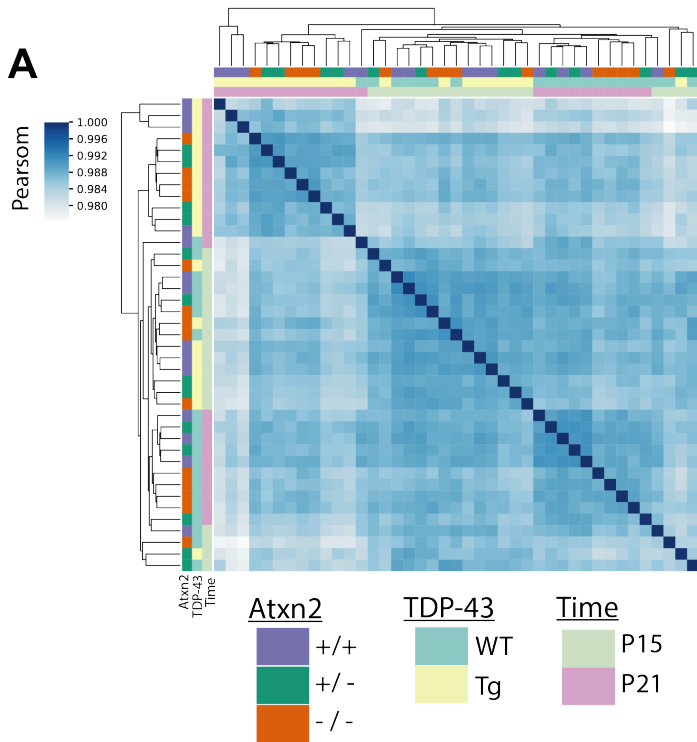 A
Pearsom
1.000
0.996
0.992
0.988
0.984
0.980
Atxn2
TDP-43
Time
Atxn2
+/+
+/ -
- / -
TDP-43
WT
Tg
Time
P15
P21